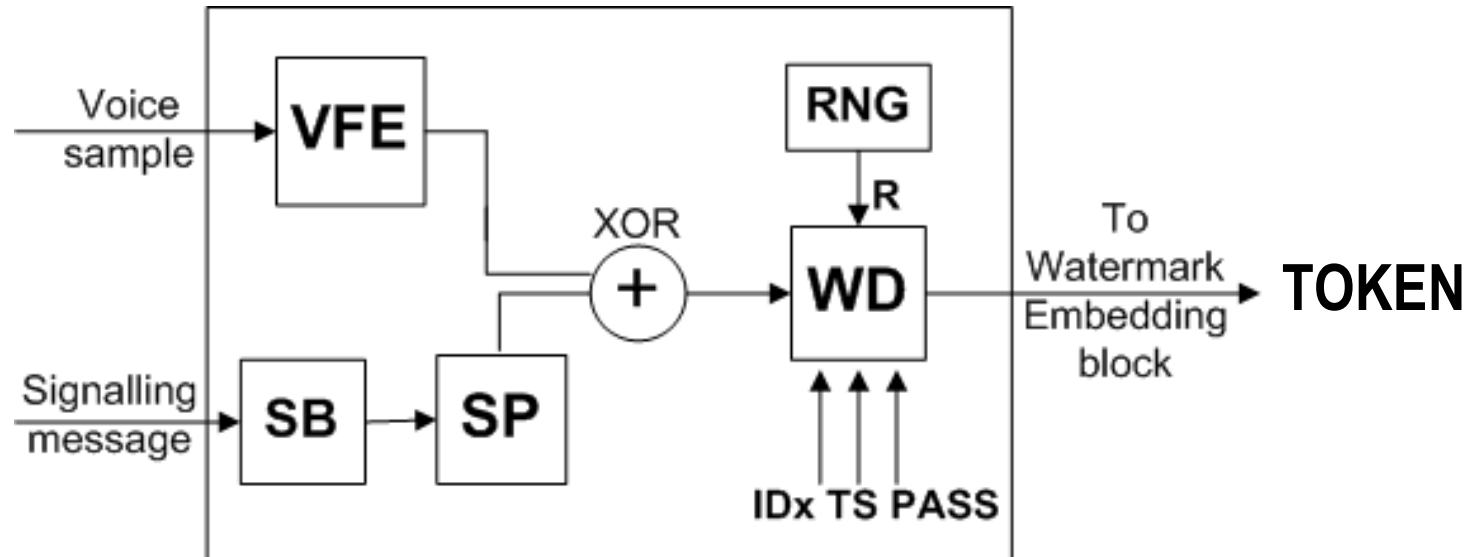 Voice
sample
VFE
RNG
R
XOR
+
WD
To
Watermark
Embedding
block
TOKEN
Signalling
message
SB
SP
IDx TS PASS